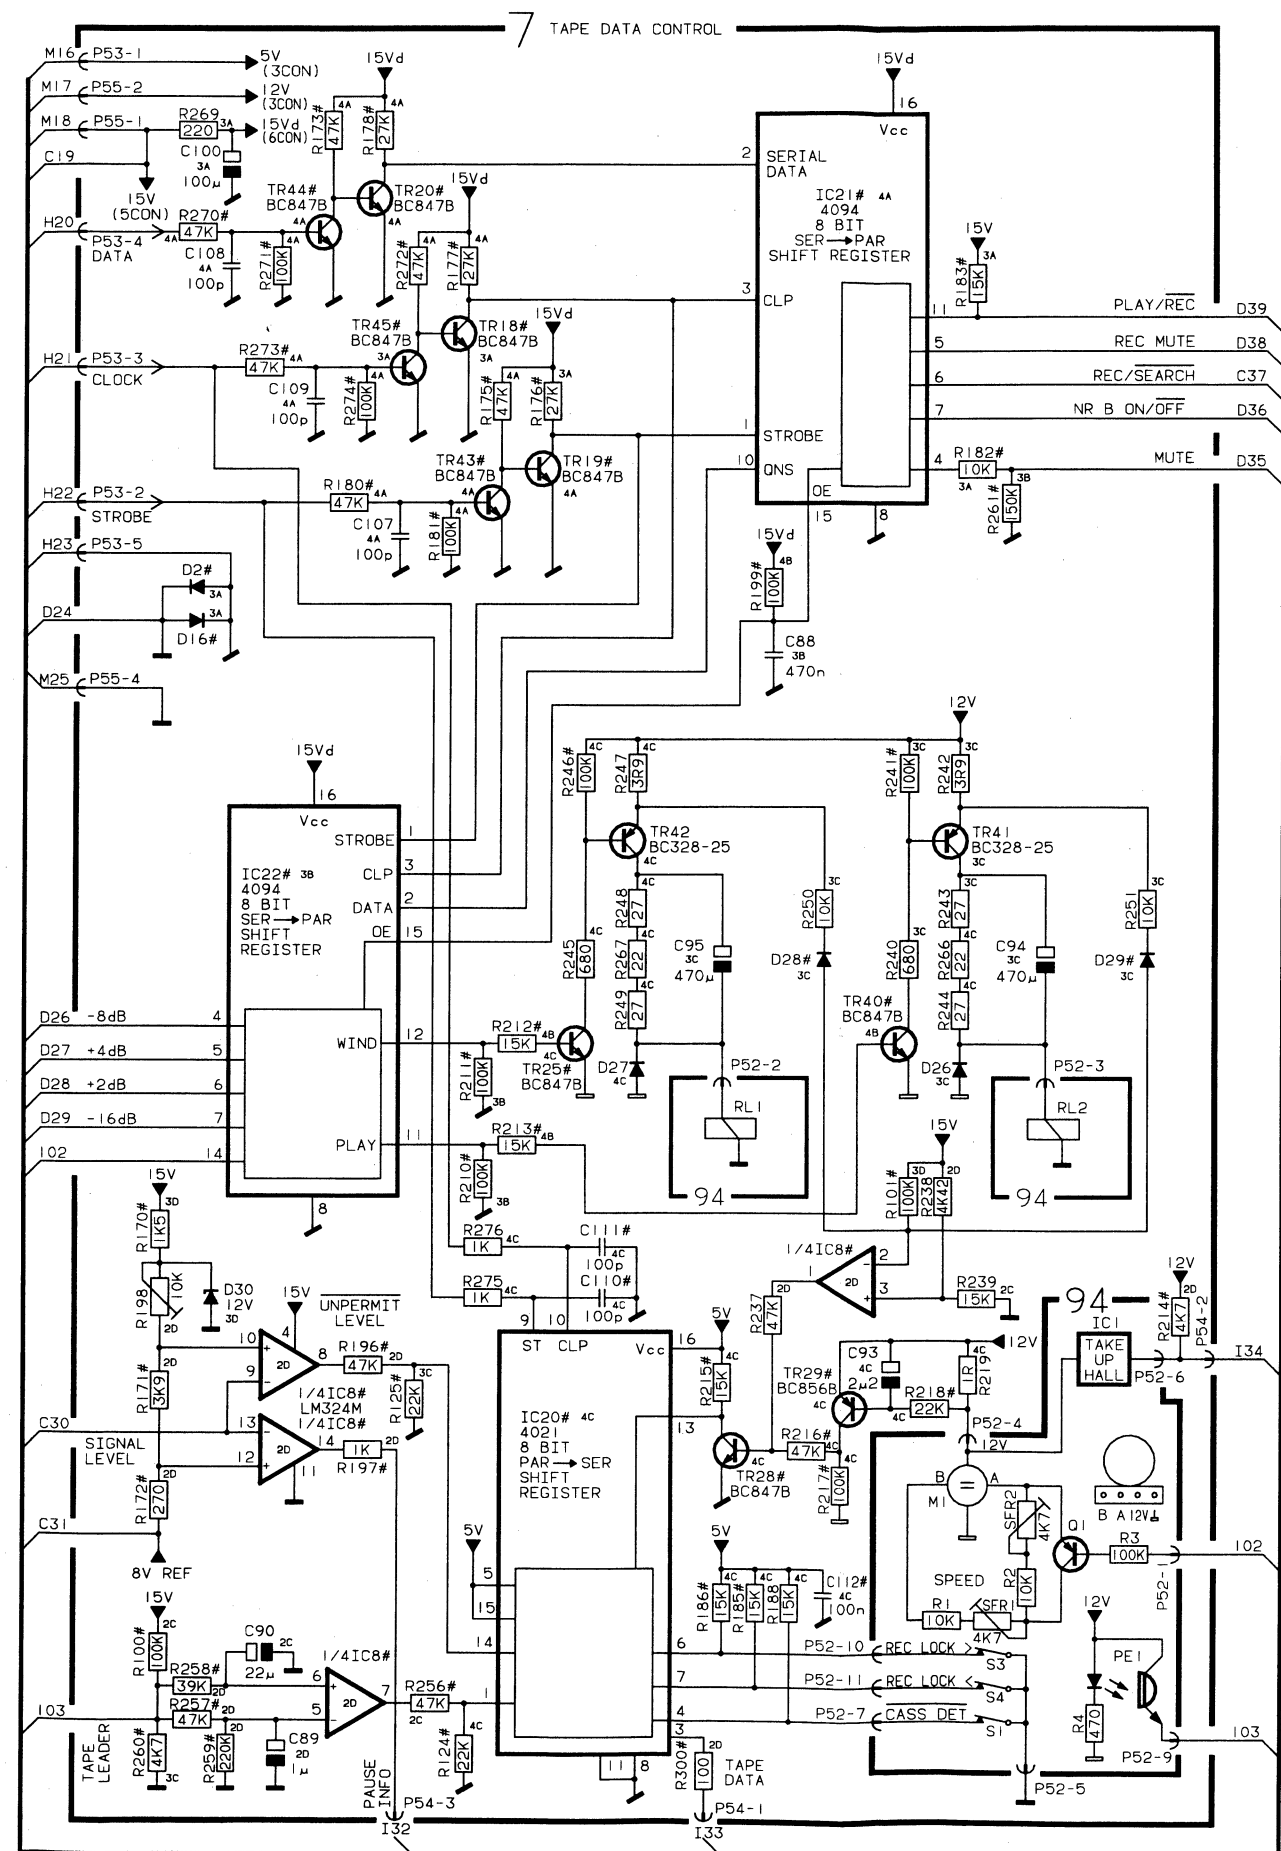 7 TAPE DATA CONTROL
M16 P53-1 5V
(3CON)
M17 P55-2 12V
(3CON)
M18 P55-1 R269 220 3A 15Vd
(6CON)
C19 C100
3A
100µ
15V
(5CON)
H20 P53-4
DATA
R270# 47K 4A
C108
4A
100p
R271# 100K 4A
TR44#
BC847B
4A
R173# 47K 4A
R178# 27K 4A
15Vd
TR20#
BC847B
4A
15Vd
R272# 47K 4A
R177# 27K 4A
H21 P53-3
CLOCK
R273# 47K 4A
C109
4A
100p
R274# 100K 4A
TR45#
BC847B
3A
TR18#
BC847B
3A
15Vd
R175# 47K 4A
R176# 27K 3A
H22 P53-2
STROBE
R180# 47K 4A
C107
4A
100p
R181# 100K 4A
TR43#
BC847B
4A
TR19#
BC847B
4A
H23 P53-5
D2#
3A
D24
3A
D16#
M25 P55-4
15Vd
16
Vcc
2 SERIAL
DATA
IC21# 4A
4094
8 BIT
SER → PAR
SHIFT REGISTER
3 CLP
1 STROBE
10 QNS
OE
15
8
15V
R183# 15K 3A
11 PLAY/REC D39
5 REC MUTE D38
6 REC/SEARCH C37
7 NR B ON/OFF D36
4 R182# 10K 3A MUTE D35
R261# 150K 3B
15Vd
R199# 100K 4B
C88
3B
470n
15Vd
16
Vcc
STROBE 1
CLP 3
DATA 2
OE 15
IC22# 3B
4094
8 BIT
SER → PAR
SHIFT
REGISTER
D26 -8dB 4
D27 +4dB 5
D28 +2dB 6
D29 -16dB 7
I02 14
WIND 12
PLAY 11
8
R212# 15K 4B
R211# 100K 3B
R213# 15K 4B
R210# 100K 3B
12V
R246# 100K 4C
R247 3R9 4C
TR42
BC328-25
4C
R248 27 4C
R267 22 4C
R249 27 4C
R245 680 4C
C95
3C
470µ
R250 10K 3C
D28#
3C
TR25#
BC847B
4C
D27
4C
P52-2
RL1
94
R241# 100K 3C
R242 3R9 3C
TR41
BC328-25
3C
R243 27 3C
R266 22 3C
R244 27 3C
R240 680 3C
C94
3C
470µ
R251 10K 3C
D29#
3C
TR40#
BC847B
4B
D26
3C
P52-3
RL2
94
15V
R170# 1K5 3D
R198 10K 2D
D30
12V
3D
R171# 3K9 2D
R172# 270 2D
15V
UNPERMIT
LEVEL
10 9 4 8 2D
1/4IC8#
LM324M
R196# 47K 2D
R125# 22K 3C
C30 SIGNAL
LEVEL
13 12 14 11 2D
1/4IC8#
R197# 1K 2D
C31
8V REF
R276 1K 4C
C111#
4C
100p
R275 1K 4C
C110#
4C
100p
15V
R101# 100K 3D
R238 4K42 2D
1/4IC8#
1 2 3 2D
R239 15K 2C
R237 47K 2D
9 10 16
ST CLP Vcc
5V
R215# 15K 4C
IC20# 4C
4021
8 BIT
PAR → SER
SHIFT
REGISTER
13
TR28#
BC847B
4C
TR29#
BC856B
4C
C93
4C
2µ2
R219 1R 4C
12V
R218# 22K 4C
R216# 47K 4C
R217# 100K 4C
5V
5
15
14
1
6
7
4
3
11 8
94
IC1
TAKE
UP
HALL
12V
R214# 4K7 2D
P52-6
P54-2
I34
P52-4
12V
B A
M1
SFR2 4K7
Q1
R2 10K
SPEED
R1 10K
SFR1 4K7
B A 12V
R3 100K
P52-1
I02
5V
R186# 15K 4C
R185# 15K 4C
R188 15K 4C
C112#
4C
100n
P52-10 REC LOCK > S3
P52-11 REC LOCK < S4
P52-7 CASS DET S1
12V
PE1
R4 470
P52-9 I03
P52-5
15V
R100# 100K 2C
C90
2C
22µ
R258# 39K 2D
R257# 47K 2D
I03
TAPE
LEADER
R260# 4K7 3C
R259# 220K 2D
C89
2D
1µ
1/4IC8#
6 5 7 2D
R256# 47K 2C
R124# 22K 4C
PAUSE
INFO
P54-3
I32
R300# 100 2D
TAPE
DATA
P54-1
I33